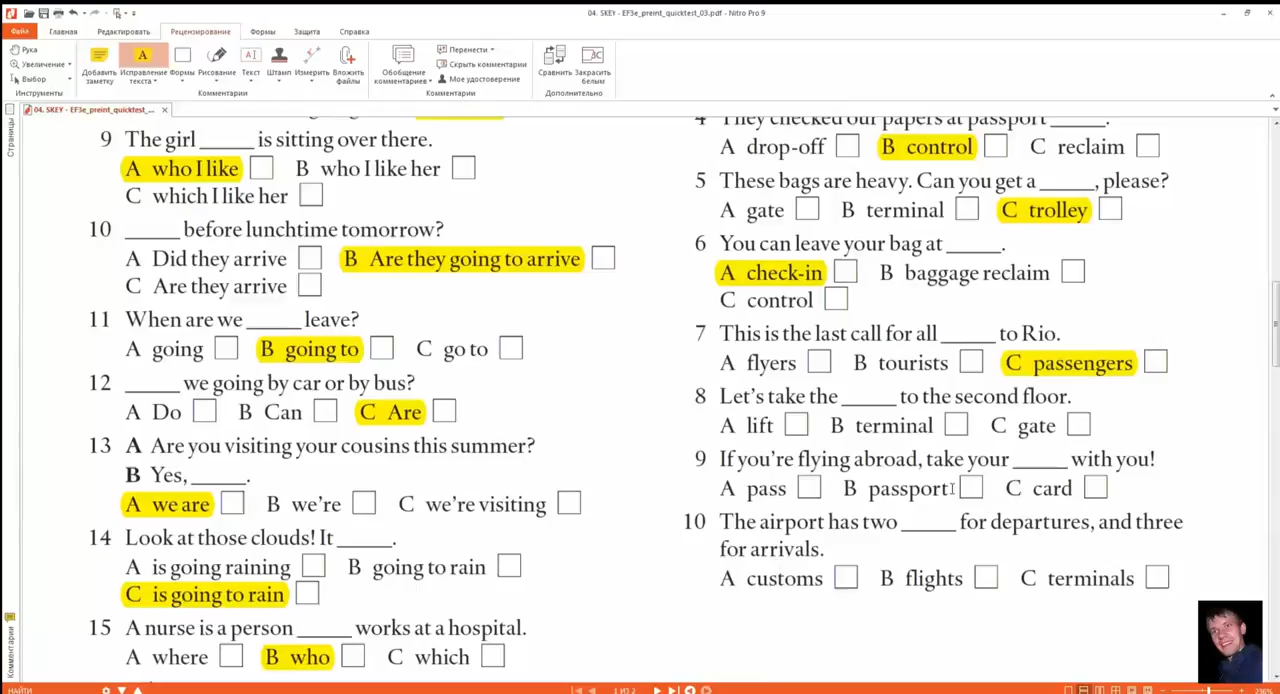 04. SKEY - EF3e_preint_quicktest_03.pdf - Nitro Pro 9
Файл
Главная
Редактировать
Рецензирование
Формы
Защита
Справка
Рука
Увеличение
Выбор
Инструменты
Добавить заметку
Исправления текста
Формы
Рисование
Текст
Штамп
Измерить
Вложить файлы
Комментарии
Обобщение комментариев
Перенести
Скрыть комментарии
Мое удостоверение
Комментарии
Сравнить
Закрасить белым
Дополнительно
04. SKEY - EF3e_preint_quicktest_...
Страницы
Комментарии
9 The girl _____ is sitting over there.
A who I like B who I like her
C which I like her
10 _____ before lunchtime tomorrow?
A Did they arrive B Are they going to arrive
C Are they arrive
11 When are we _____ leave?
A going B going to C go to
12 _____ we going by car or by bus?
A Do B Can C Are
13 A Are you visiting your cousins this summer?
B Yes, _____.
A we are B we're C we're visiting
14 Look at those clouds! It _____.
A is going raining B going to rain
C is going to rain
15 A nurse is a person _____ works at a hospital.
A where B who C which
4 They checked our papers at passport _____.
A drop-off B control C reclaim
5 These bags are heavy. Can you get a _____, please?
A gate B terminal C trolley
6 You can leave your bag at _____.
A check-in B baggage reclaim
C control
7 This is the last call for all _____ to Rio.
A flyers B tourists C passengers
8 Let's take the _____ to the second floor.
A lift B terminal C gate
9 If you're flying abroad, take your _____ with you!
A pass B passport C card
10 The airport has two _____ for departures, and three
for arrivals.
A customs B flights C terminals
НАЙТИ
1 ИЗ 2
236%